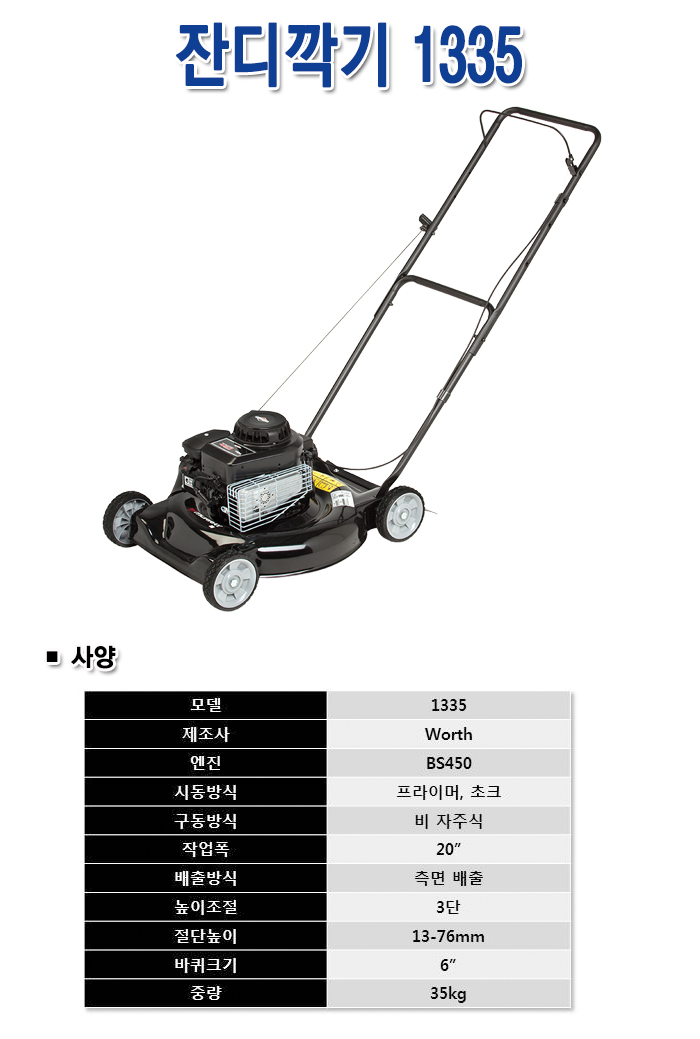 잔디깍기 1335
■ 사양
모델 1335
제조사 Worth
엔진 BS450
시동방식 프라이머, 초크
구동방식 비 자주식
작업폭 20”
배출방식 측면 배출
높이조절 3단
절단높이 13-76mm
바퀴크기 6”
중량 35kg